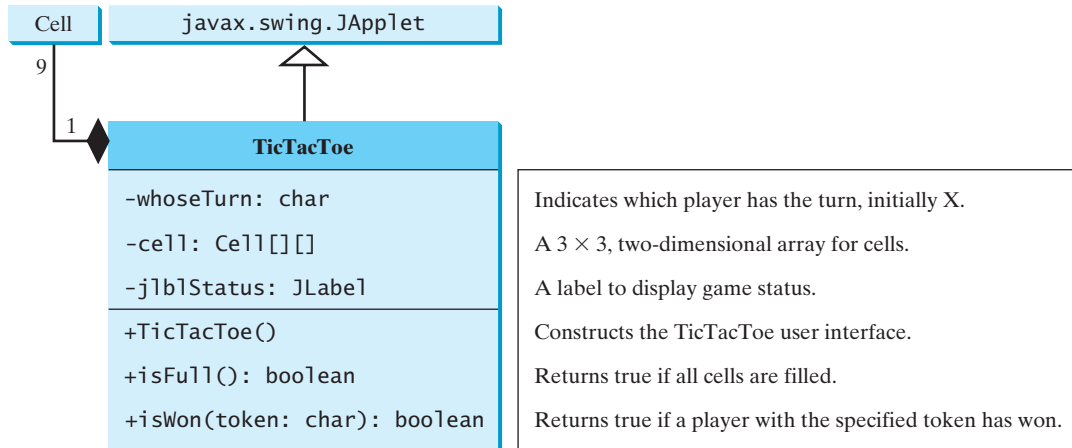 Cell
javax.swing.JApplet
9
1
TicTacToe
-whoseTurn: char
Indicates which player has the turn, initially X.
-cell: Cell[][]
A 3 × 3, two-dimensional array for cells.
-jlblStatus: JLabel
A label to display game status.
+TicTacToe()
Constructs the TicTacToe user interface.
+isFull(): boolean
Returns true if all cells are filled.
+isWon(token: char): boolean
Returns true if a player with the specified token has won.